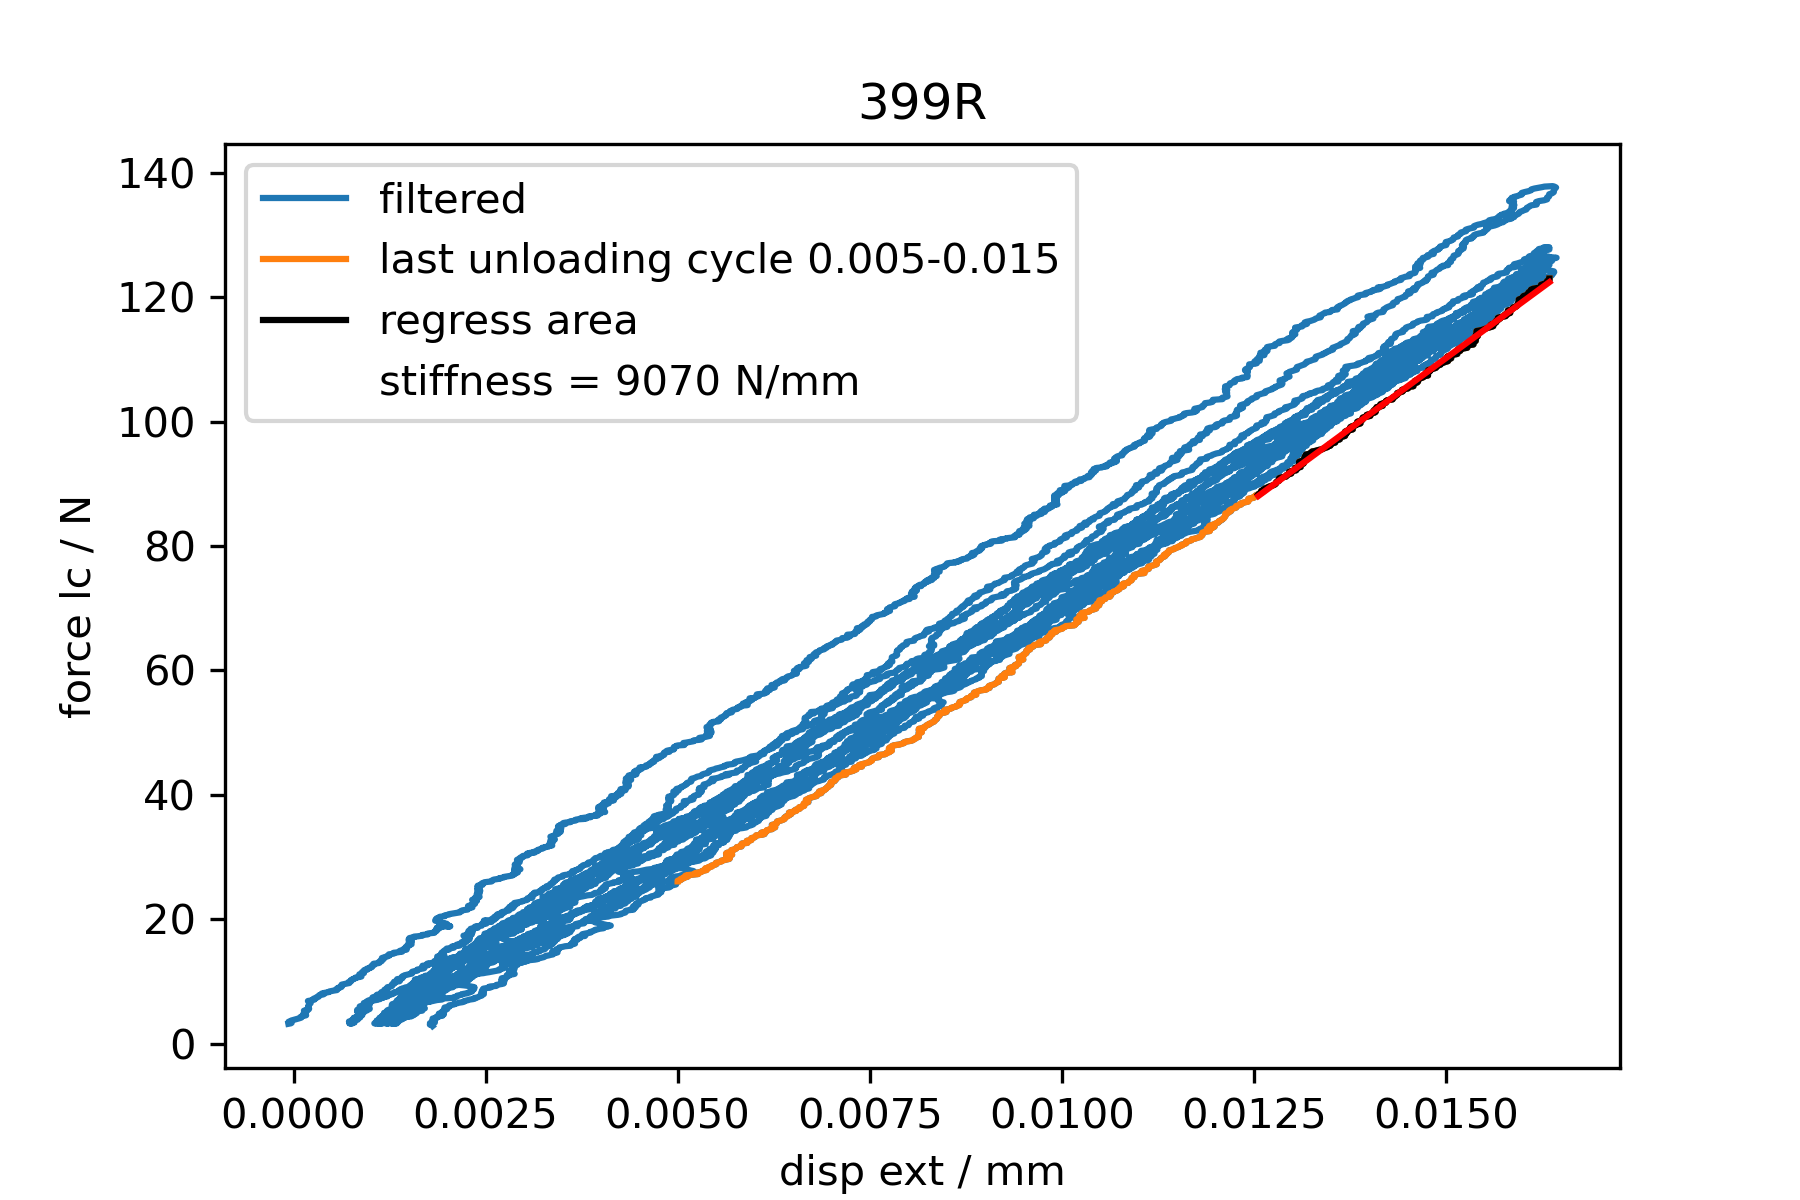 399R
140
120
100
80
60
40
20
0
force lc / N
filtered
last unloading cycle 0.005-0.015
regress area
stiffness = 9070 N/mm
0.0000 0.0025 0.0050 0.0075 0.0100 0.0125 0.0150
disp ext / mm